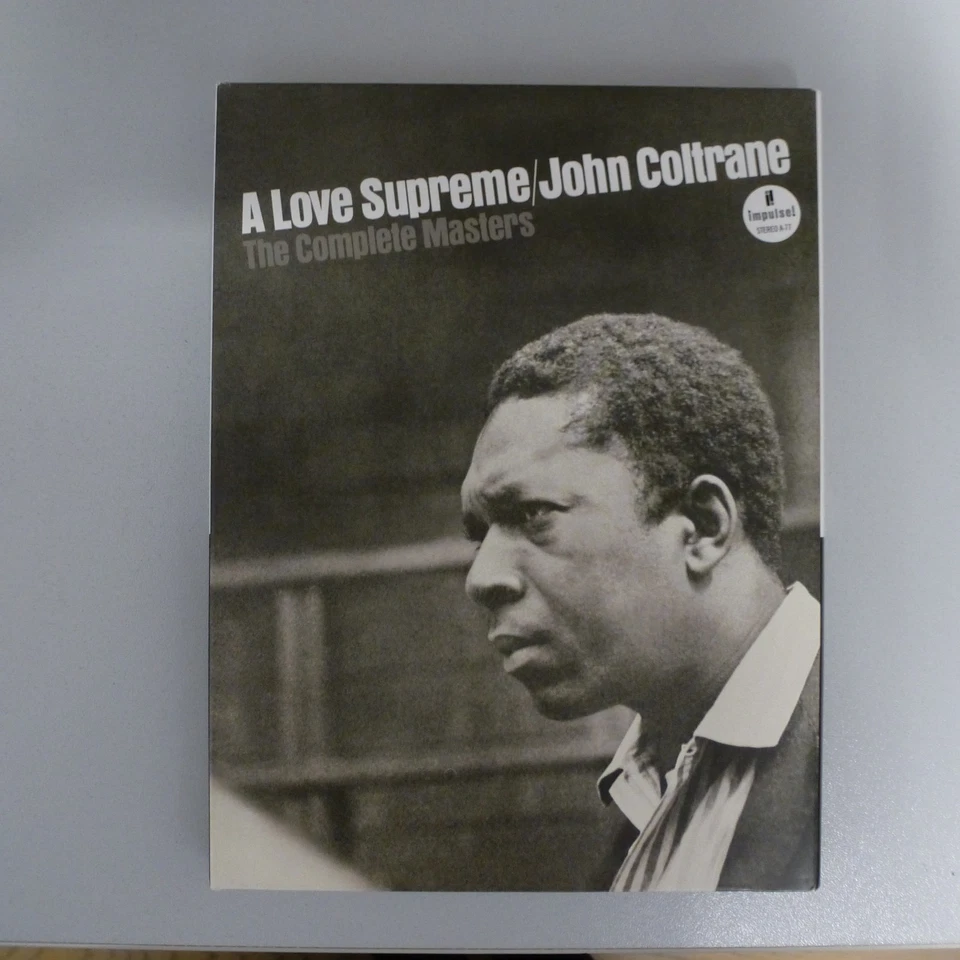 A Love Supreme/John Coltrane
The Complete Masters
i!
impulse!
STEREO A-77